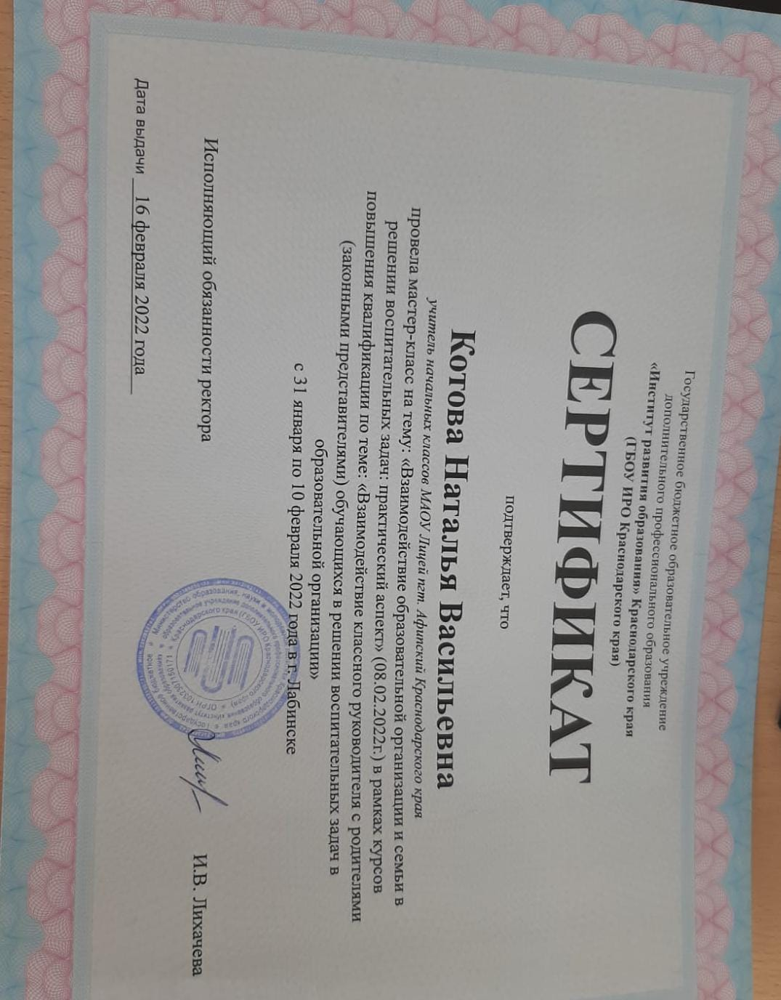 Государственное бюджетное образовательное учреждение
дополнительного профессионального образования
«Институт развития образования» Краснодарского края
(ГБОУ ИРО Краснодарского края)
СЕРТИФИКАТ
подтверждает, что
Котова Наталья Васильевна
учитель начальных классов МАОУ Лицей пгт. Афипский Краснодарского края
провела мастер-класс на тему: «Взаимодействие образовательной организации и семьи в
решении воспитательных задач: практический аспект» (08.02.2022г.) в рамках курсов
повышения квалификации по теме: «Взаимодействие классного руководителя с родителями
(законными представителями) обучающихся в решении воспитательных задач в
образовательной организации»
с 31 января по 10 февраля 2022 года в г. Лабинске
Исполняющий обязанности ректора
И.В. Лихачева
Дата выдачи 16 февраля 2022 года